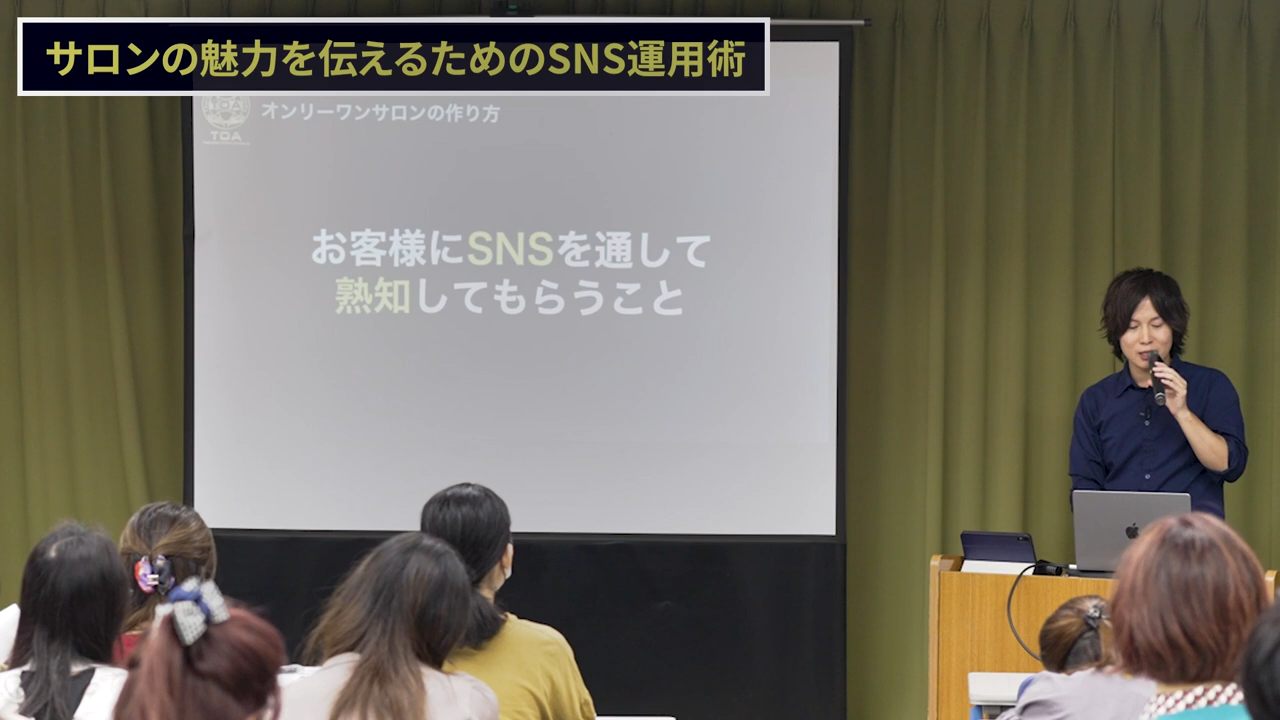 サロンの魅力を伝えるためのSNS運用術
オンリーワンサロンの作り方
TOA
お客様にSNSを通して
熟知してもらうこと